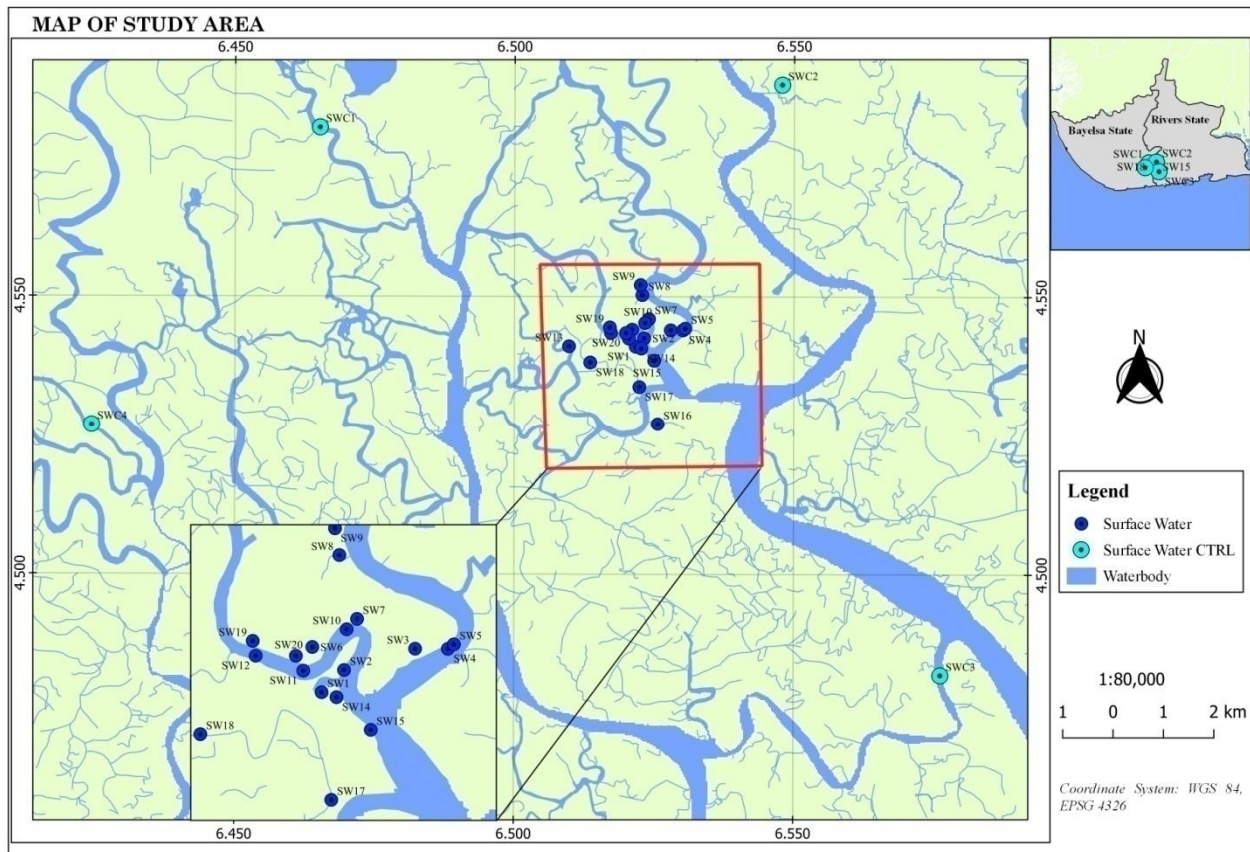 MAP OF STUDY AREA
6.450 6.500 6.550
SWC2
SWC1
Rivers State
Bayelsa State
SWC1 SWC2
SW15
SWC3
4.550 4.550
SW9
SW8
SW10 SW7
SW19 SW5
SW20 SW2 SW4
SW1 SW14
SW18 SW15
SW17
SWC4
SW16
N
Legend
Surface Water
Surface Water CTRL
Waterbody
4.500 4.500
SW9
SW8
SW7
SW10
SW19 SW3 SW5
SW20 SW6
SW12 SW2 SW4
SW11 SW1
SW14
SW18 SW15
SW17
SWC3
1:80,000
1 0 1 2 km
Coordinate System: WGS 84,
EPSG 4326
6.450 6.500 6.550